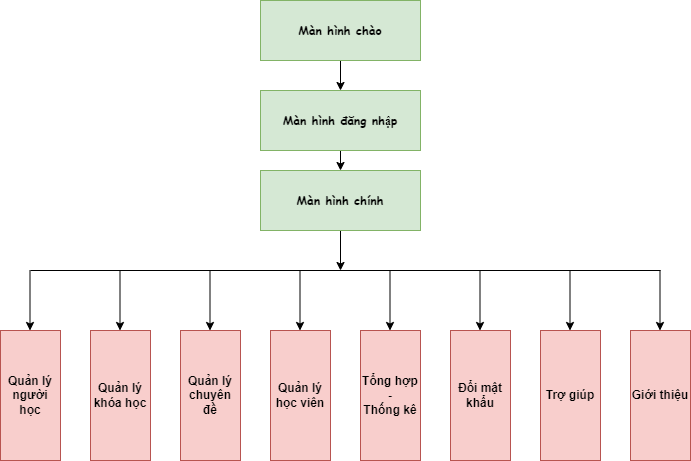 Màn hình chào
Màn hình đăng nhập
Màn hình chính
Quản lý
người
học
Quản lý
khóa học
Quản lý
chuyên
đề
Quản lý
học viên
Tổng hợp
-
Thống kê
Đối mật
khẩu
Trợ giúp
Giới thiệu